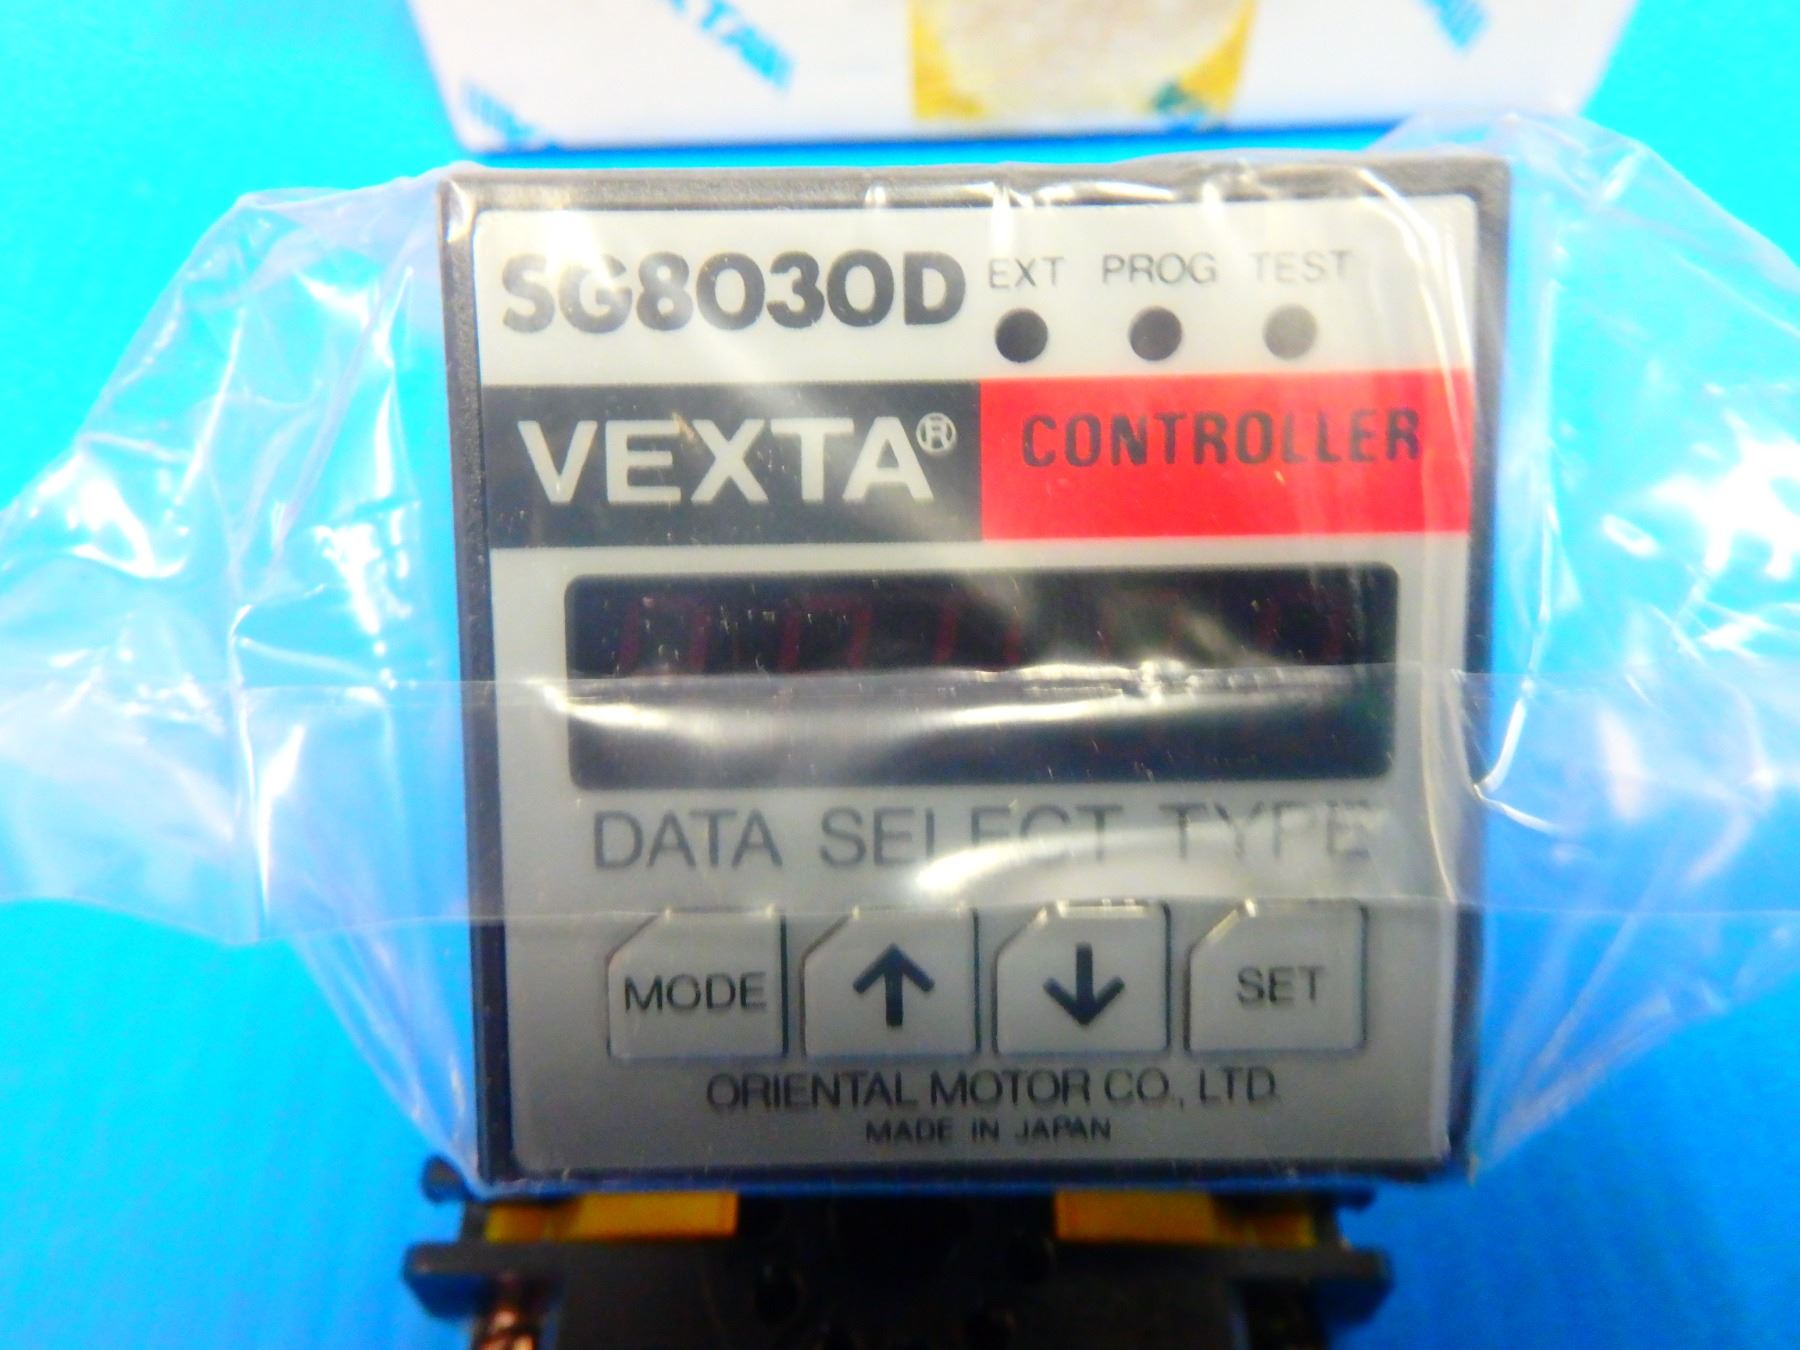 SG8030D
EXT PROG TEST
VEXTA®
CONTROLLER
DATA SELECT TYPE
MODE
↑
↓
SET
ORIENTAL MOTOR CO., LTD.
MADE IN JAPAN